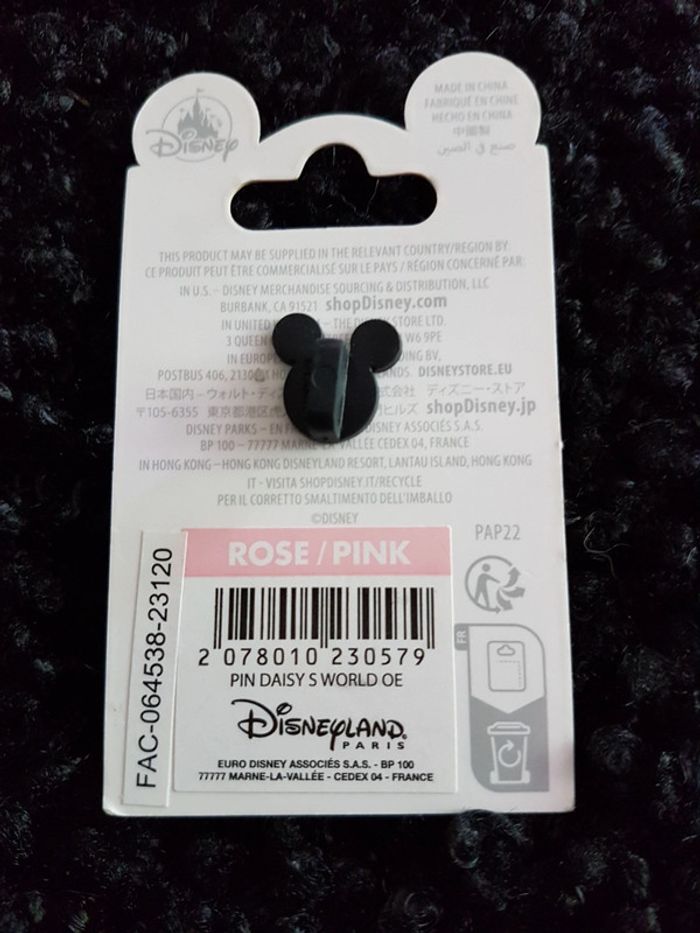 Disney
MADE IN CHINA
FABRIQUÉ EN CHINE
HECHO EN CHINA
中國製
صنع في الصين
THIS PRODUCT MAY BE SUPPLIED IN THE RELEVANT COUNTRY/REGION BY:
CE PRODUIT PEUT ÊTRE COMMERCIALISÉ SUR LE PAYS / RÉGION CONCERNÉ PAR:
IN U.S. - DISNEY MERCHANDISE SOURCING & DISTRIBUTION, LLC
BURBANK, CA 91521 shopDisney.com
IN UNITED - THE STORE LTD.
3 QUEEN W6 9PE
IN EUROP ING BV,
POSTBUS 406, DISNEYSTORE.EU
日本国内-ウォルト・ディ 式会社 ディズニー・ストア
〒105-6355 東京都港区虎 ヒルズ shopDisney.jp
DISNEY PARKS - EN DISNEY ASSOCIÉS S.A.S.
BP 100 - 77777 MARNE-LA-VALLÉE CEDEX 04, FRANCE
IN HONG KONG - HONG KONG DISNEYLAND RESORT, LANTAU ISLAND, HONG KONG
IT - VISITA SHOPDISNEY.IT/RECYCLE
PER IL CORRETTO SMALTIMENTO DELL'IMBALLO
©DISNEY
PAP22
FR
FAC-064538-23120
ROSE / PINK
2 078010 230579
PIN DAISY S WORLD OE
Disneyland.
PARIS
EURO DISNEY ASSOCIÉS S.A.S. - BP 100
77777 MARNE-LA-VALLÉE - CEDEX 04 - FRANCE